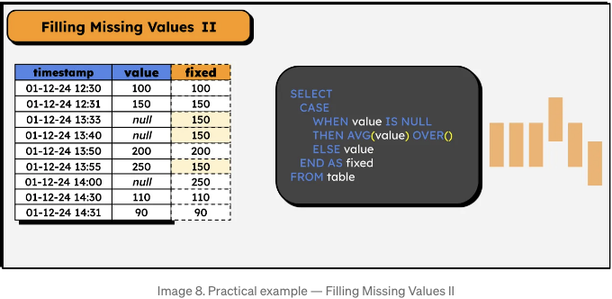 Filling Missing Values II
timestamp value fixed
01-12-24 12:30 100 100
01-12-24 12:31 150 150
01-12-24 13:33 null 150
01-12-24 13:40 null 150
01-12-24 13:50 200 200
01-12-24 13:55 250 150
01-12-24 14:00 null 250
01-12-24 14:30 110 110
01-12-24 14:31 90 90
SELECT
CASE
WHEN value IS NULL
THEN AVG(value) OVER()
ELSE value
END AS fixed
FROM table
Image 8. Practical example — Filling Missing Values II